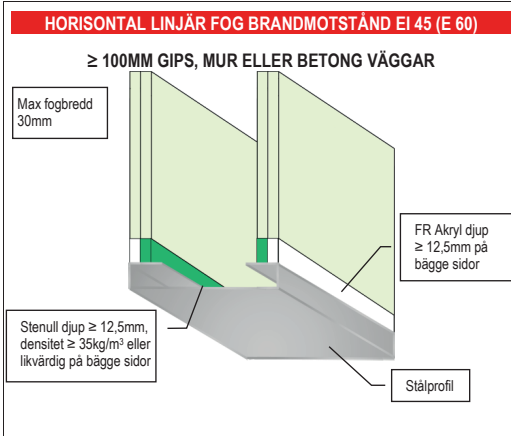 HORISONTAL LINJÄR FOG BRANDMOTSTÅND EI 45 (E 60)
≥ 100MM GIPS, MUR ELLER BETONG VÄGGAR
Max fogbredd
30mm
FR Akryl djup
≥ 12,5mm på
bägge sidor
Stenull djup ≥ 12,5mm,
densitet ≥ 35kg/m³ eller
likvärdig på bägge sidor
Stålprofil